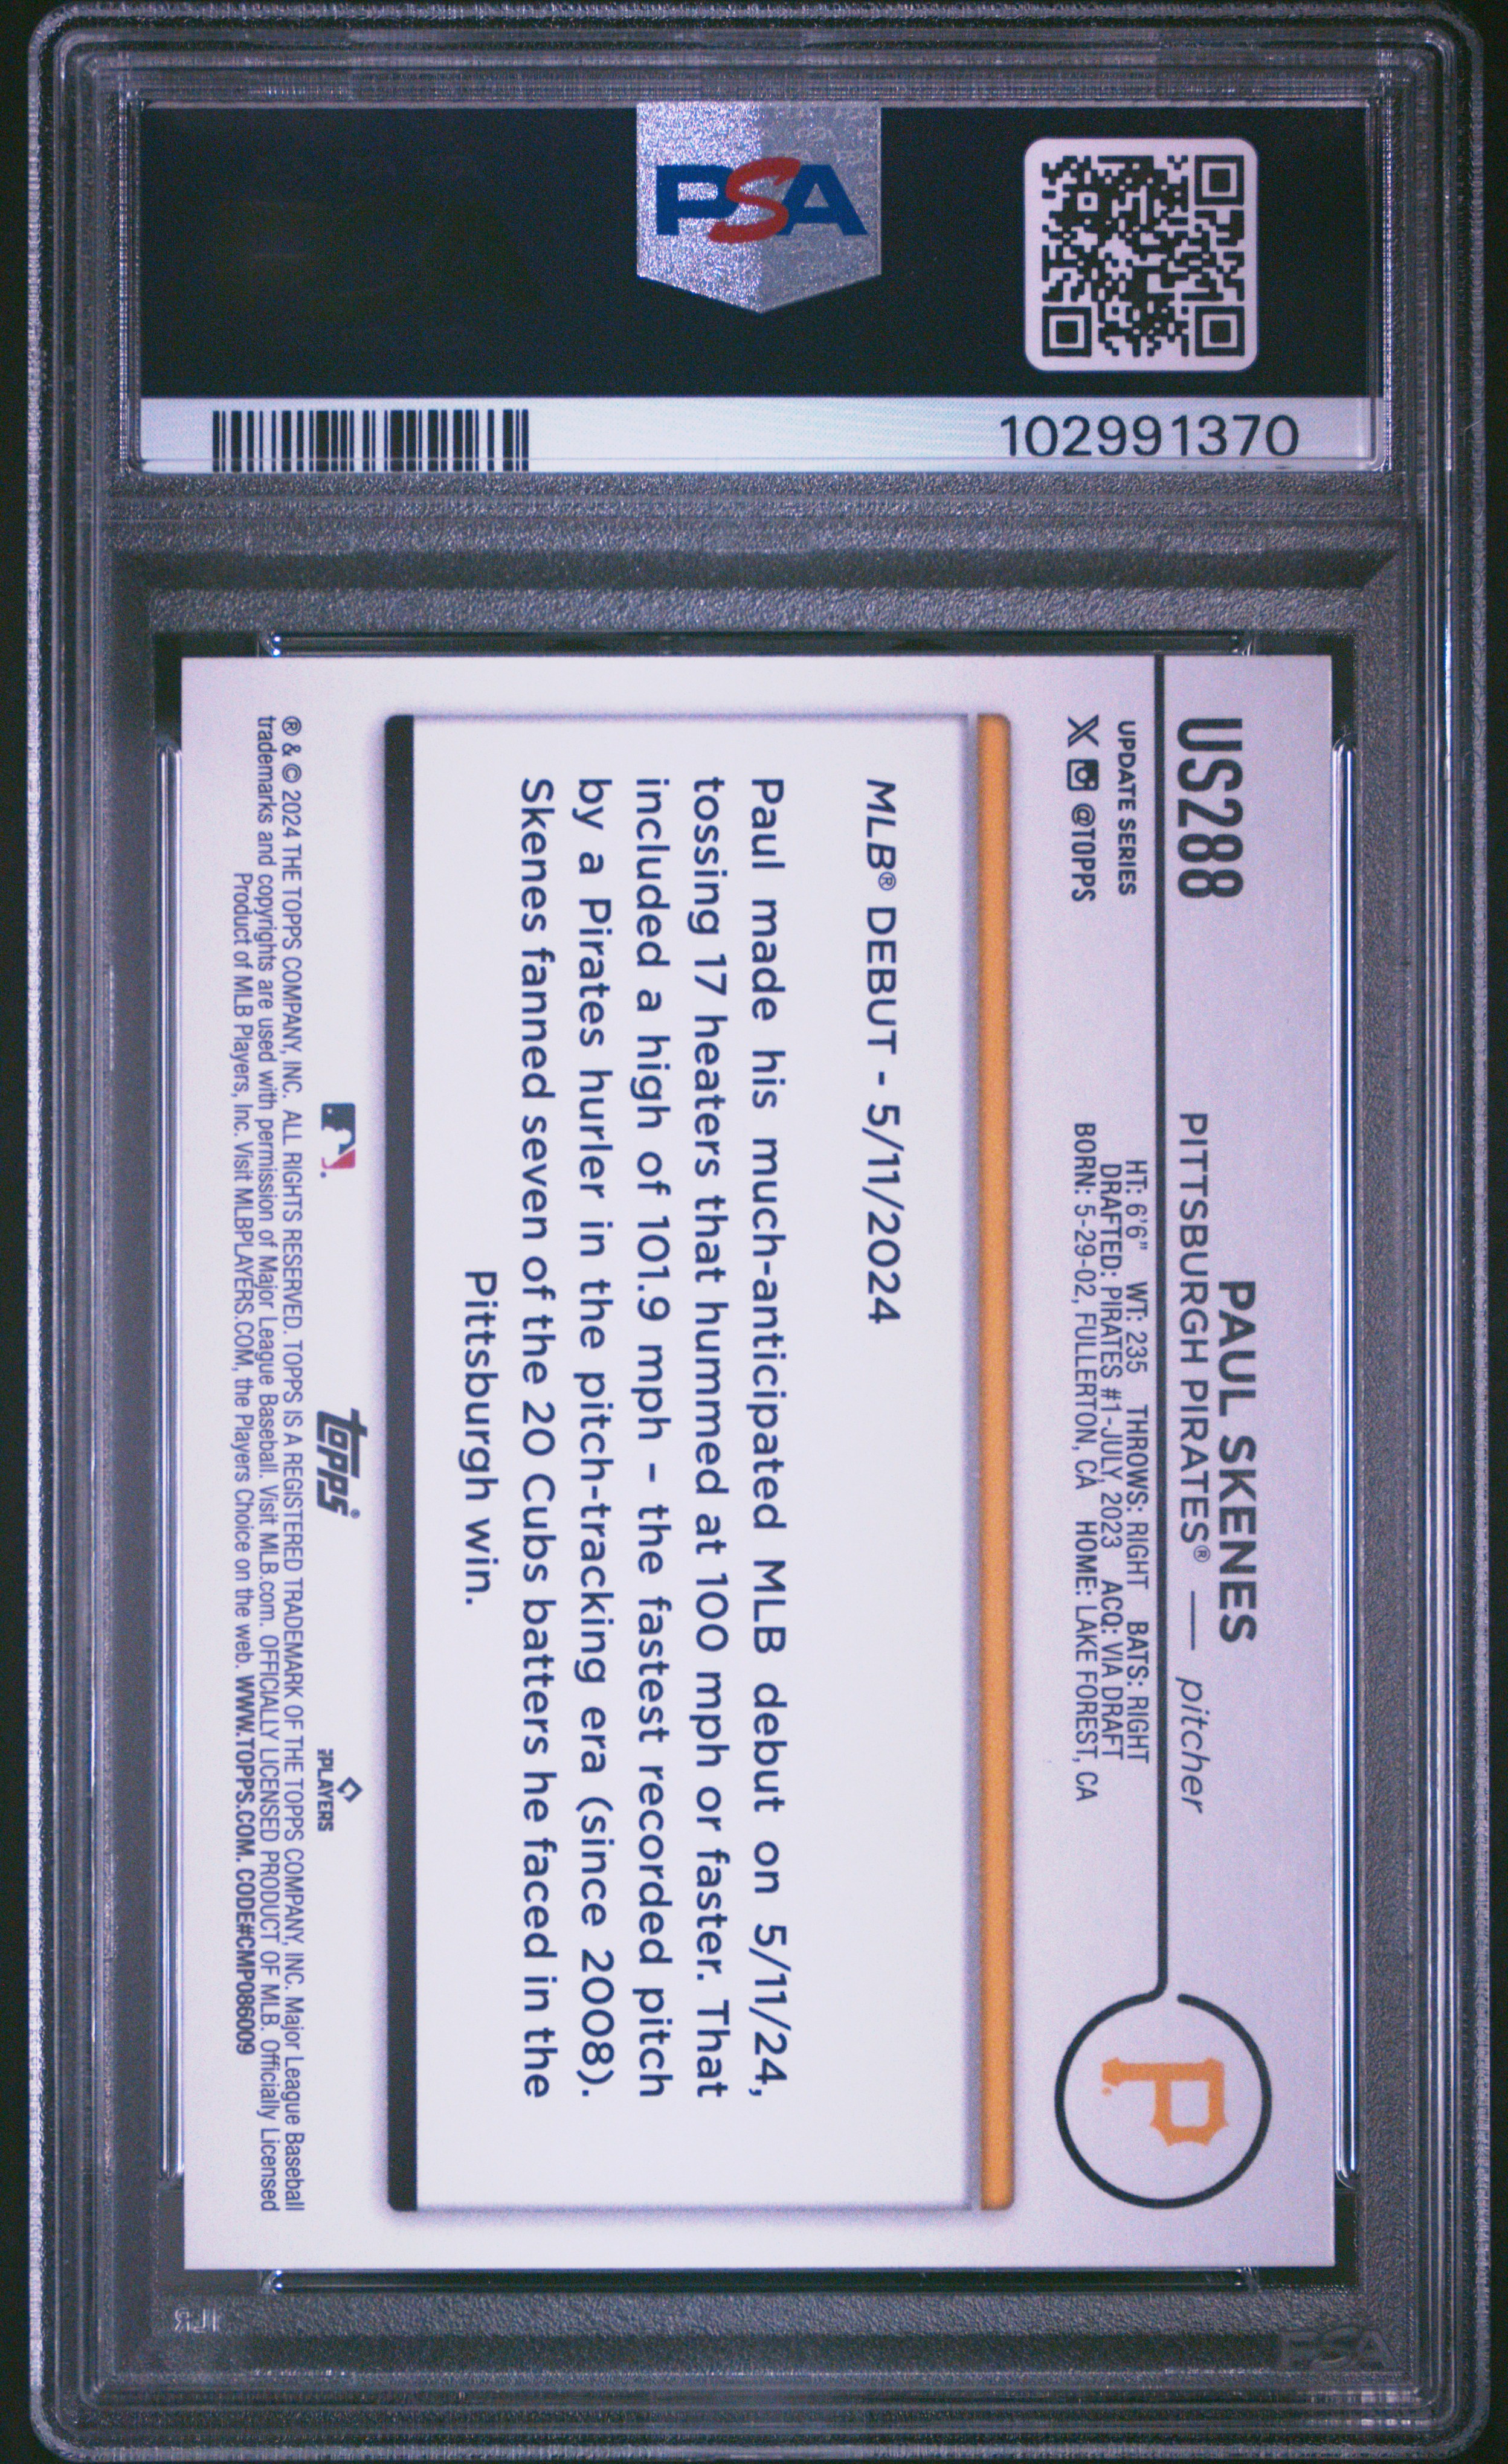 PSA
102991370
US288
PAUL SKENES
PITTSBURGH PIRATES® — pitcher
UPDATE SERIES
X @TOPPS
HT: 6'6" WT: 235 THROWS: RIGHT BATS: RIGHT
DRAFTED: PIRATES #1-JULY, 2023 ACQ: VIA DRAFT
BORN: 5-29-02, FULLERTON, CA HOME: LAKE FOREST, CA
P
MLB® DEBUT - 5/11/2024
Paul made his much-anticipated MLB debut on 5/11/24,
tossing 17 heaters that hummed at 100 mph or faster. That
included a high of 101.9 mph – the fastest recorded pitch
by a Pirates hurler in the pitch-tracking era (since 2008).
Skenes fanned seven of the 20 Cubs batters he faced in the
Pittsburgh win.
topps®
PLAYERS
® & © 2024 THE TOPPS COMPANY, INC. ALL RIGHTS RESERVED. TOPPS IS A REGISTERED TRADEMARK OF THE TOPPS COMPANY, INC. Major League Baseball
trademarks and copyrights are used with permission of Major League Baseball. Visit MLB.com. OFFICIALLY LICENSED PRODUCT OF MLB. Officially Licensed
Product of MLB Players, Inc. Visit MLBPLAYERS.COM, the Players Choice on the web. WWW.TOPPS.COM. CODE#CMP086009
PSA